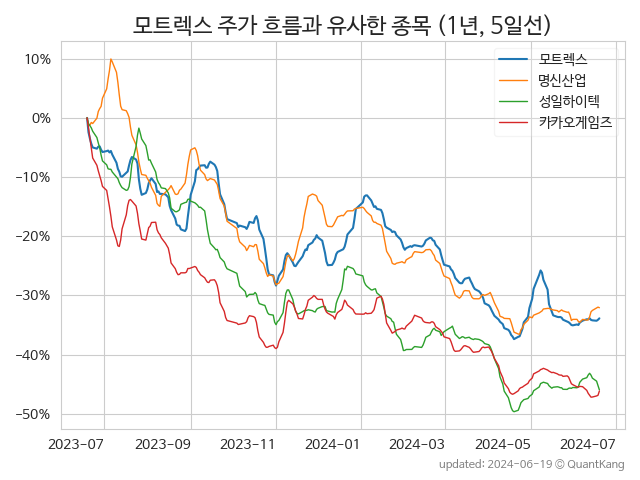 모트렉스 주가 흐름과 유사한 종목 (1년, 5일선)
모트렉스
명신산업
성일하이텍
카카오게임즈
10%
0%
−10%
−20%
−30%
−40%
−50%
2023-07 2023-09 2023-11 2024-01 2024-03 2024-05 2024-07
updated: 2024-06-19 © QuantKang